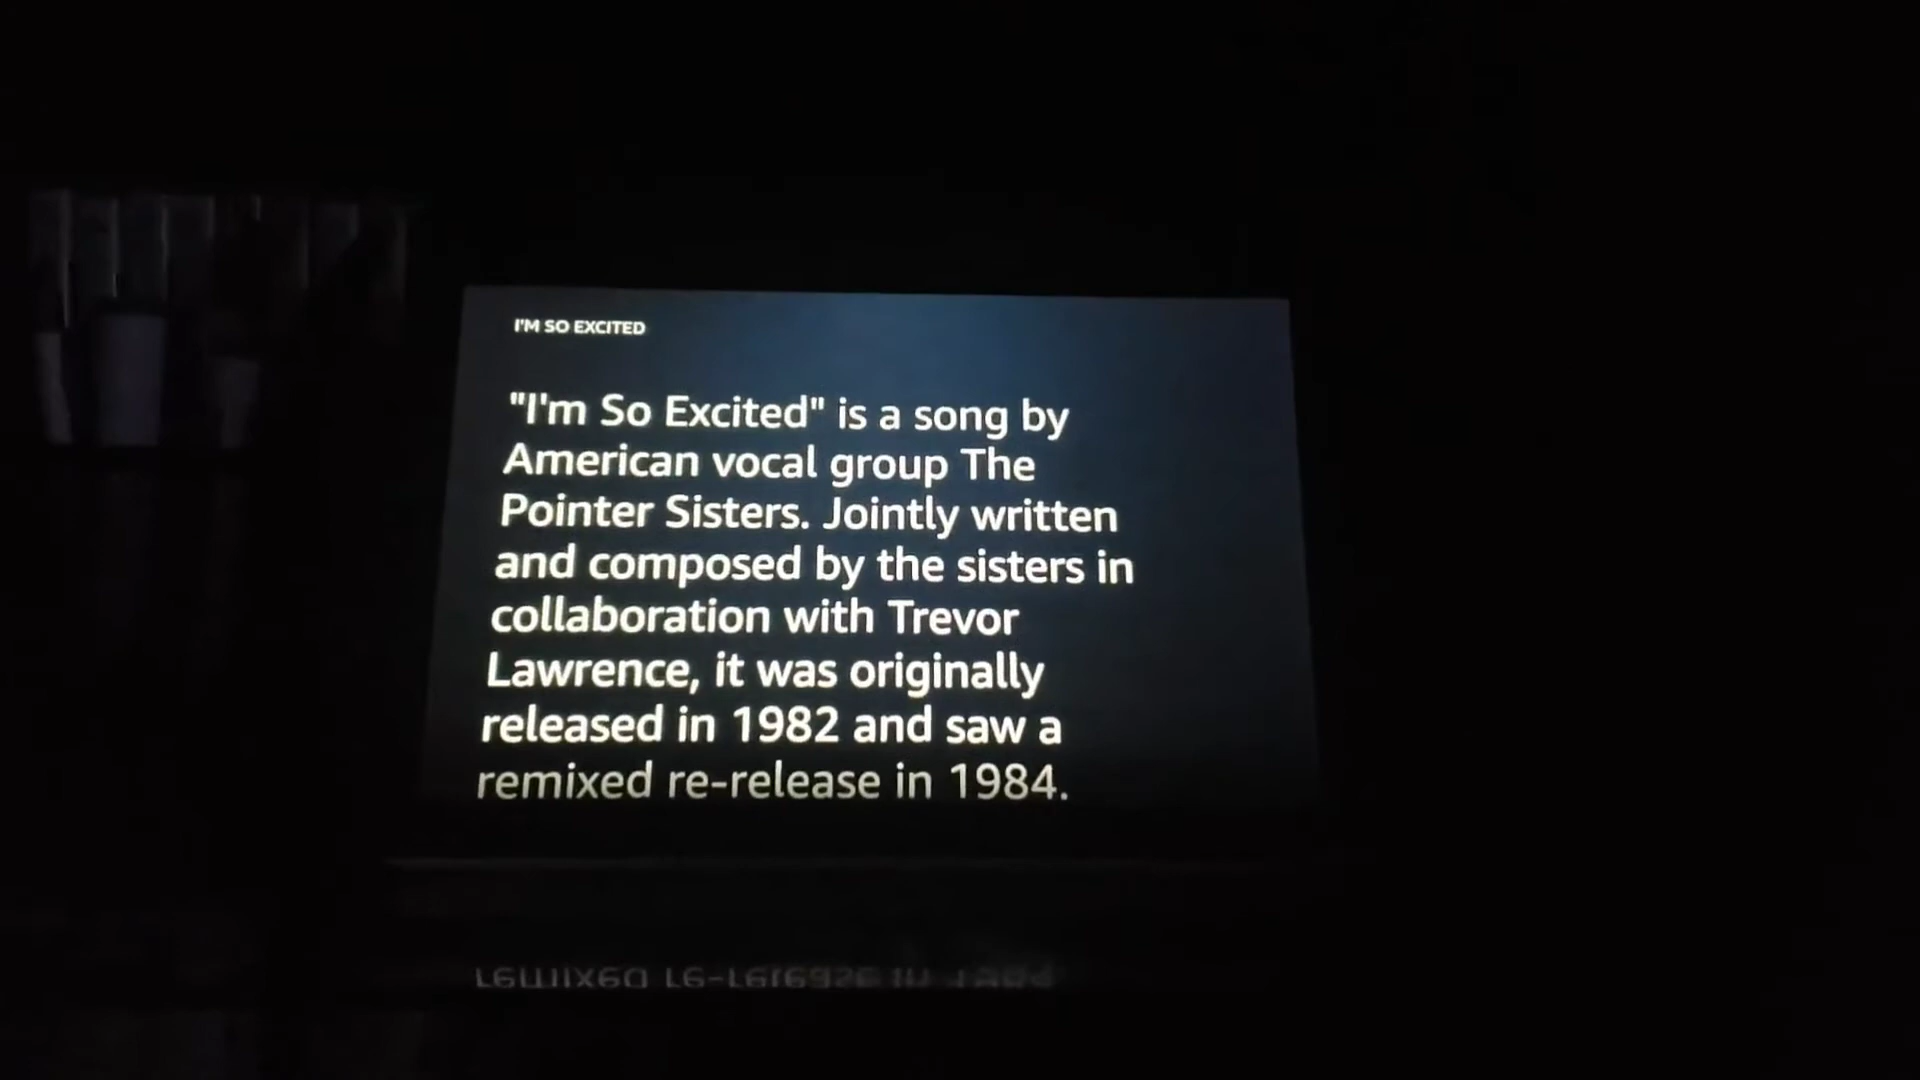 I'M SO EXCITED
"I'm So Excited" is a song by
American vocal group The
Pointer Sisters. Jointly written
and composed by the sisters in
collaboration with Trevor
Lawrence, it was originally
released in 1982 and saw a
remixed re-release in 1984.